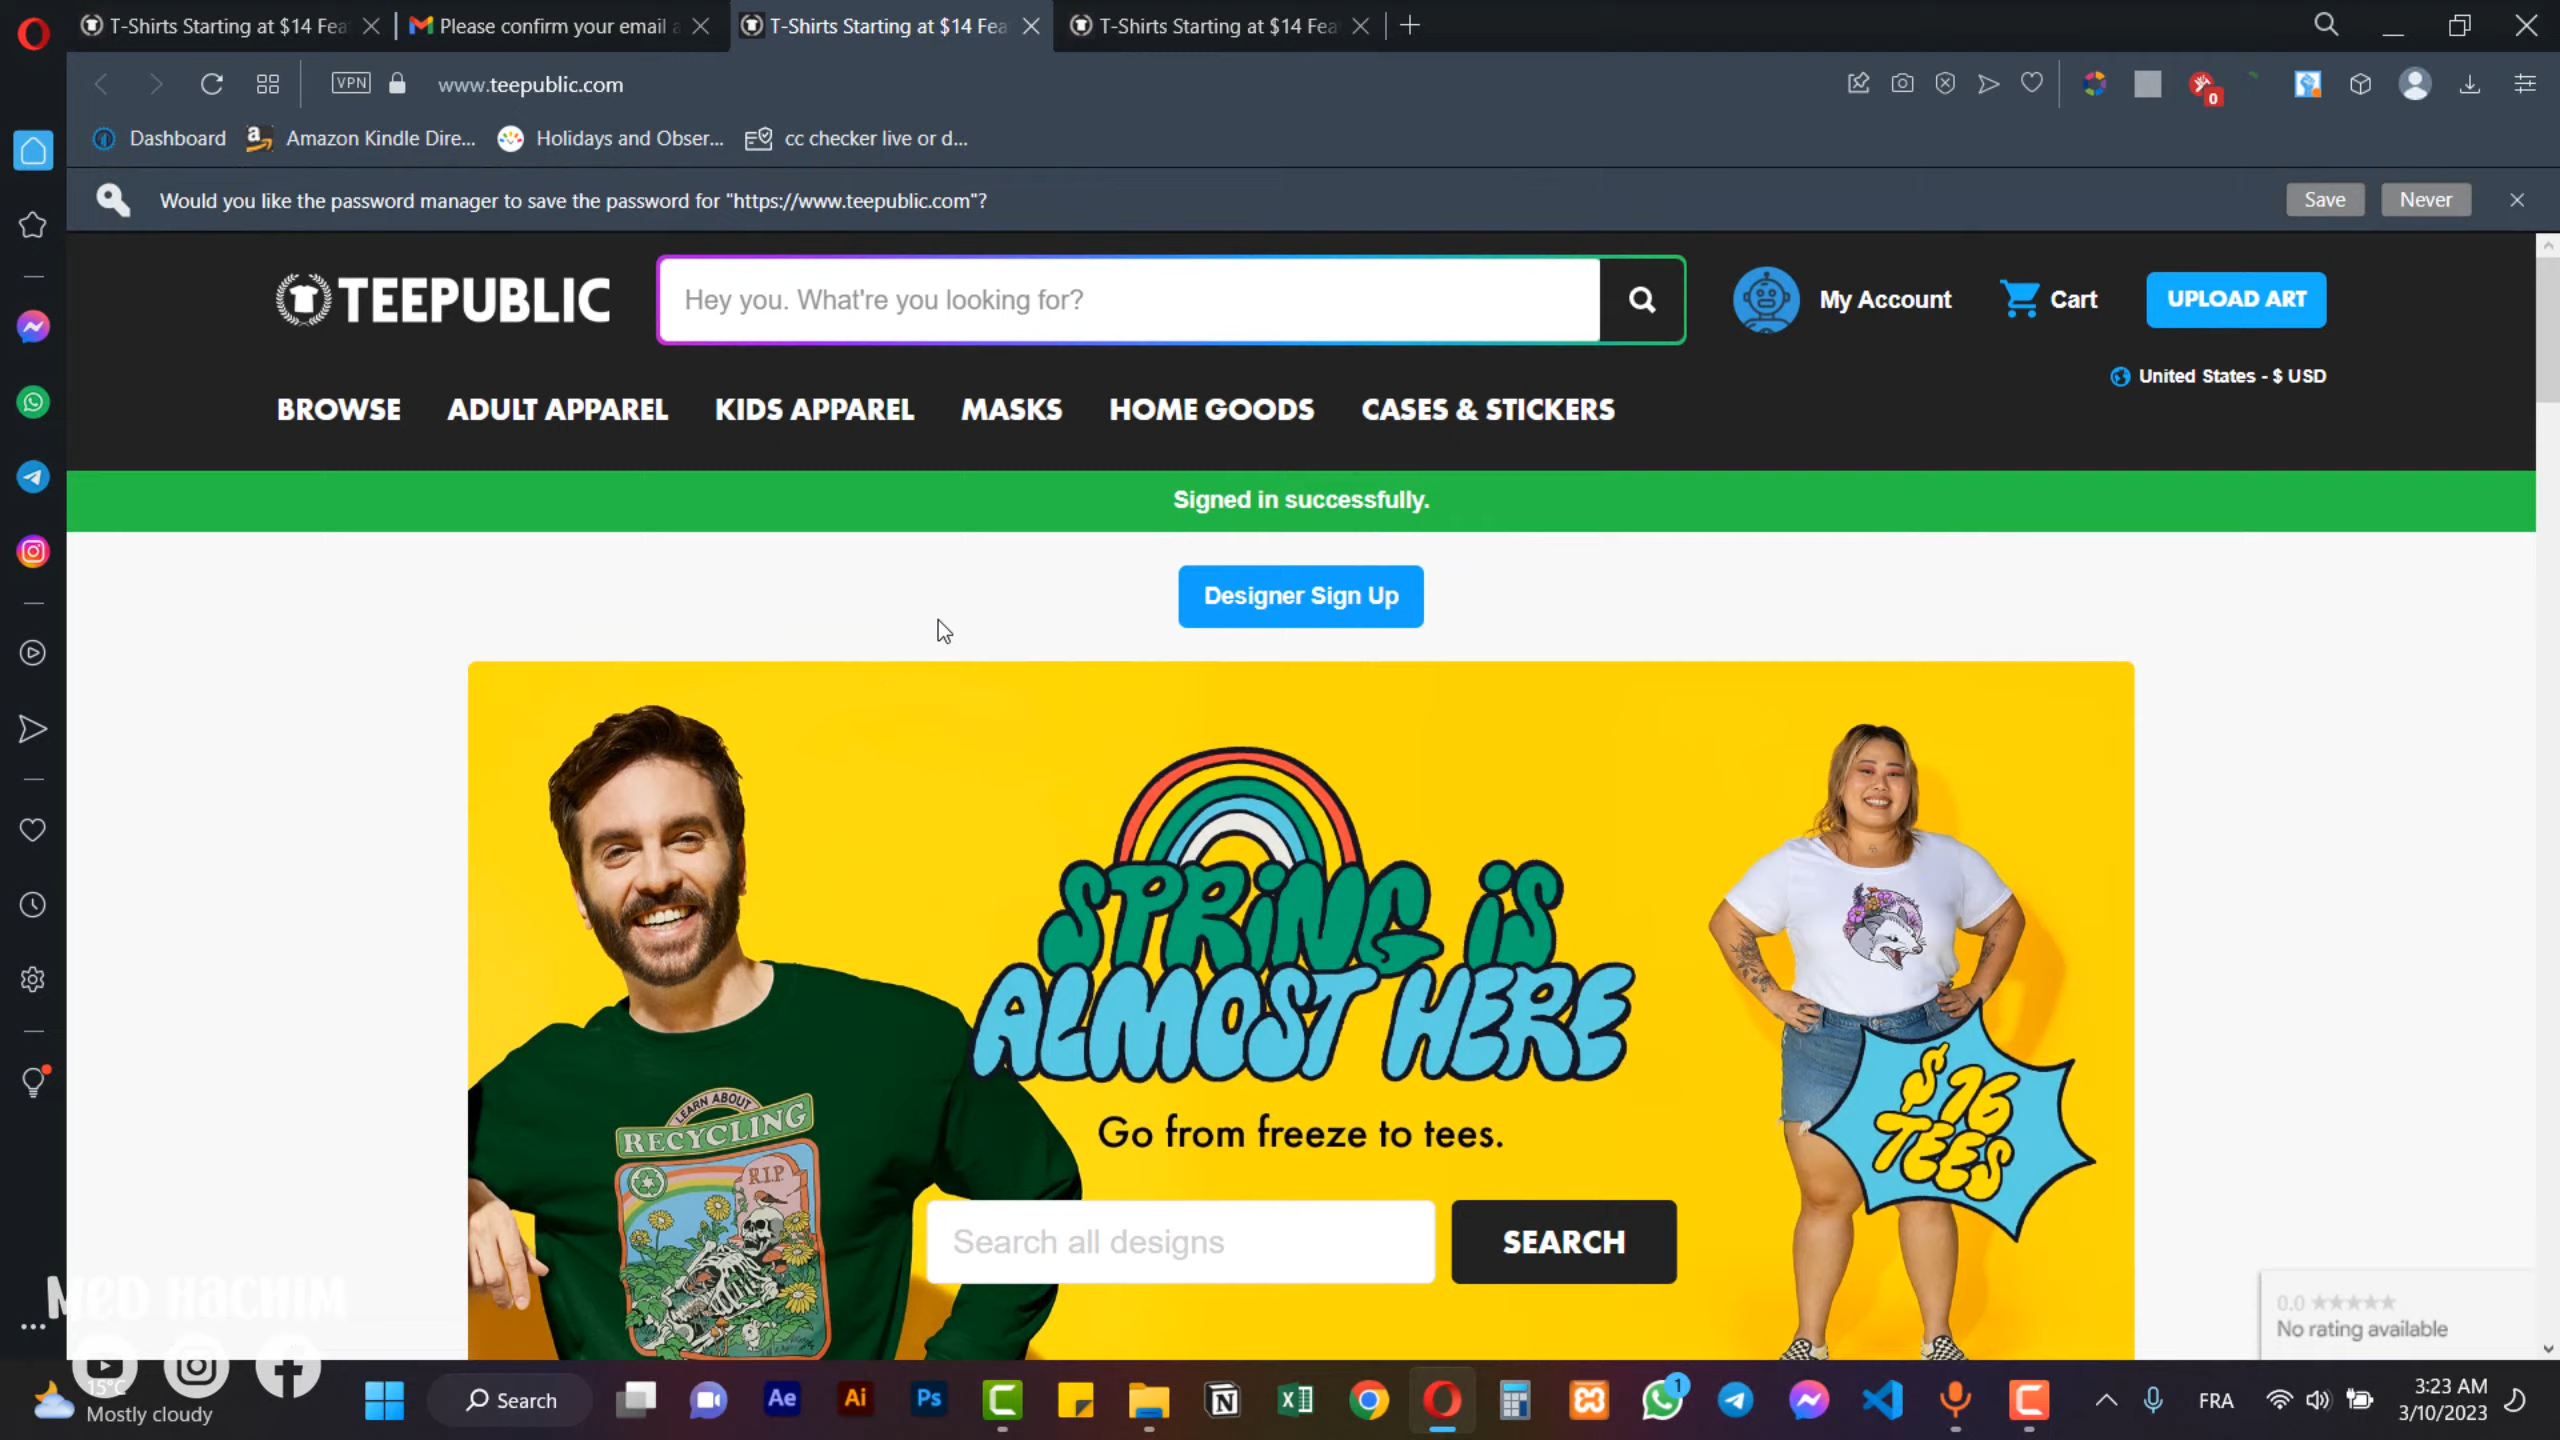 T-Shirts Starting at $14 Fea
Please confirm your email a
T-Shirts Starting at $14 Fea
T-Shirts Starting at $14 Fea
VPN
www.teepublic.com
0
Dashboard
Amazon Kindle Dire...
Holidays and Obser...
cc checker live or d...
Would you like the password manager to save the password for "https://www.teepublic.com"?
Save
Never
TEEPUBLIC
Hey you. What're you looking for?
My Account
Cart
UPLOAD ART
United States - $ USD
BROWSE
ADULT APPAREL
KIDS APPAREL
MASKS
HOME GOODS
CASES & STICKERS
Signed in successfully.
Designer Sign Up
SPRING IS
ALMOST HERE
Go from freeze to tees.
Search all designs
SEARCH
LEARN ABOUT
RECYCLING
R.I.P.
$16
TEES
0.0 ★★★★★
No rating available
MED HACHIM
15°C
Mostly cloudy
Search
Ae
Ai
Ps
1
FRA
3:23 AM
3/10/2023